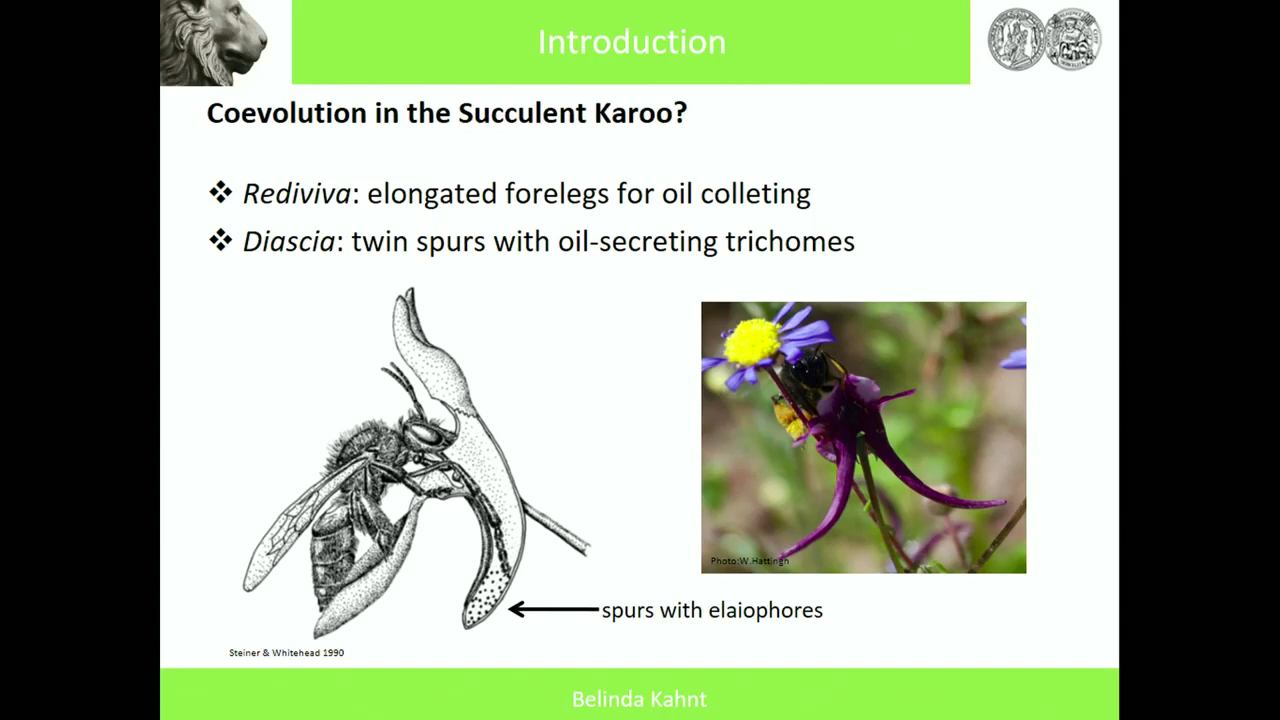 Introduction
Coevolution in the Succulent Karoo?
❖ Rediviva: elongated forelegs for oil colleting
❖ Diascia: twin spurs with oil-secreting trichomes
Photo:W.Hattingh
spurs with elaiophores
Steiner & Whitehead 1990
Belinda Kahnt